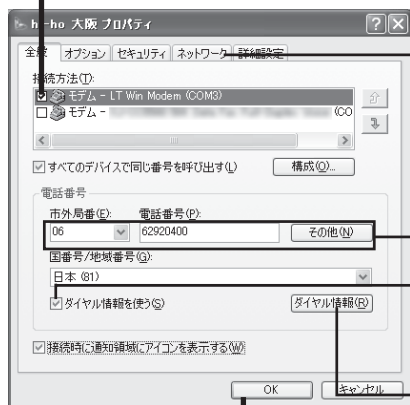 hi-ho 大阪 プロパティ
全般 オプション セキュリティ ネットワーク 詳細設定
接続方法(T):
モデム - LT Win Modem (COM3)
モデム - (CO
すべてのデバイスで同じ番号を呼び出す(L) 構成(O)...
電話番号
市外局番(E): 電話番号(P):
06 62920400 その他(N)
国番号/地域番号(G):
日本 (81)
ダイヤル情報を使う(S) ダイヤル情報(R)
接続時に通知領域にアイコンを表示する(W)
OK キャンセル